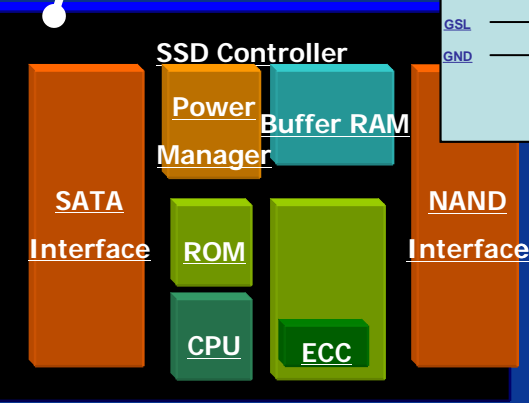 GSL
GND
SSD Controller
Power
Manager
Buffer RAM
SATA
Interface
ROM
CPU
ECC
NAND
Interface